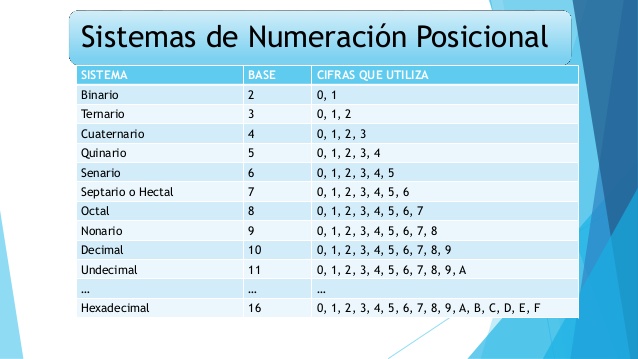 Sistemas de Numeración Posicional
SISTEMA BASE CIFRAS QUE UTILIZA
Binario 2 0, 1
Ternario 3 0, 1, 2
Cuaternario 4 0, 1, 2, 3
Quinario 5 0, 1, 2, 3, 4
Senario 6 0, 1, 2, 3, 4, 5
Septario o Hectal 7 0, 1, 2, 3, 4, 5, 6
Octal 8 0, 1, 2, 3, 4, 5, 6, 7
Nonario 9 0, 1, 2, 3, 4, 5, 6, 7, 8
Decimal 10 0, 1, 2, 3, 4, 5, 6, 7, 8, 9
Undecimal 11 0, 1, 2, 3, 4, 5, 6, 7, 8, 9, A
… … …
Hexadecimal 16 0, 1, 2, 3, 4, 5, 6, 7, 8, 9, A, B, C, D, E, F